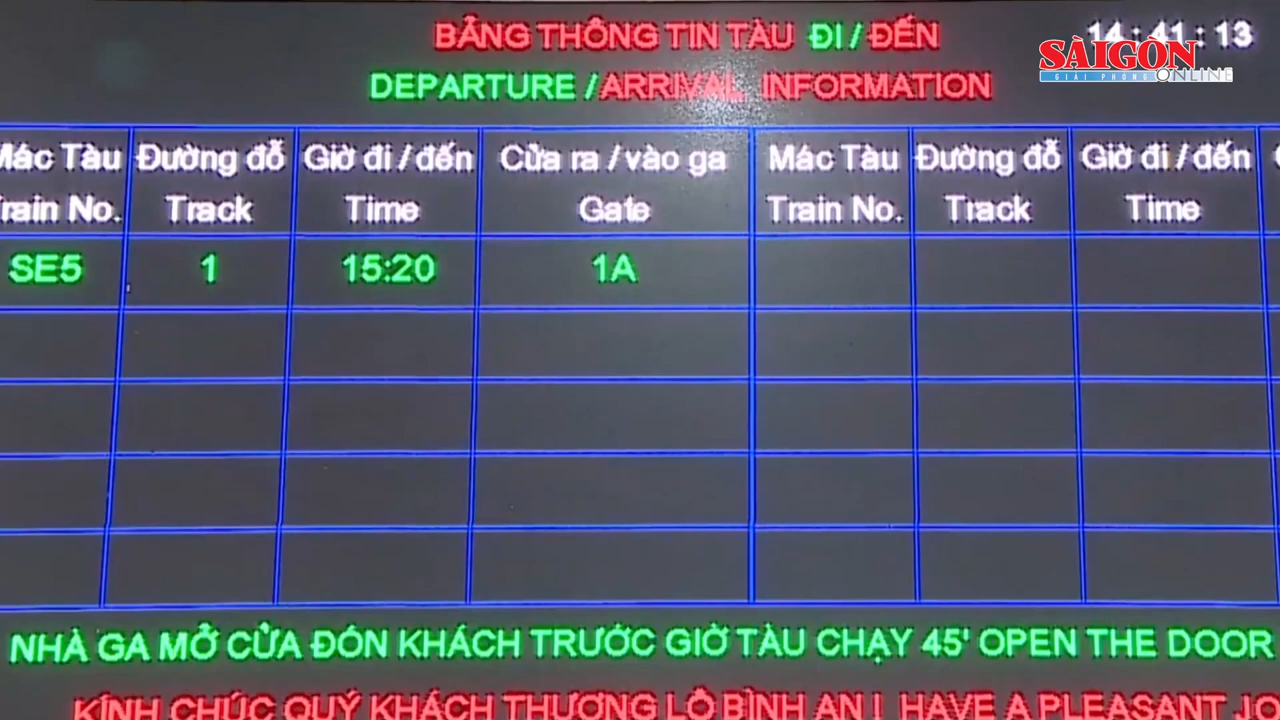 BẢNG THÔNG TIN TÀU ĐI / ĐẾN
14 : 41 : 13
SÀIGÒN
GIẢI PHÓNG ONLINE
DEPARTURE / ARRIVAL INFORMATION
Mác Tàu Đường đỗ Giờ đi / đến Cửa ra / vào ga Mác Tàu Đường đỗ Giờ đi / đến
Train No. Track Time Gate Train No. Track Time
SE5 1 15:20 1A
NHÀ GA MỞ CỬA ĐÓN KHÁCH TRƯỚC GIỜ TÀU CHẠY 45' OPEN THE DOOR
KÍNH CHÚC QUÝ KHÁCH THƯỢNG LỘ BÌNH AN ! HAVE A PLEASANT JO